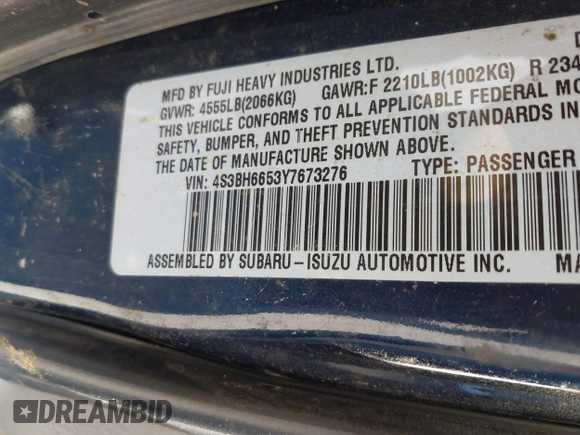 MFD BY FUJI HEAVY INDUSTRIES LTD.
GVWR: 4555LB(2066KG) GAWR:F 2210LB(1002KG) R 234
THIS VEHICLE CONFORMS TO ALL APPLICABLE FEDERAL MO
SAFETY, BUMPER, AND THEFT PREVENTION STANDARDS IN
THE DATE OF MANUFACTURE SHOWN ABOVE.
VIN: 4S3BH6653Y7673276 TYPE: PASSENGER
ASSEMBLED BY SUBARU-ISUZU AUTOMOTIVE INC. MA
DREAMBID